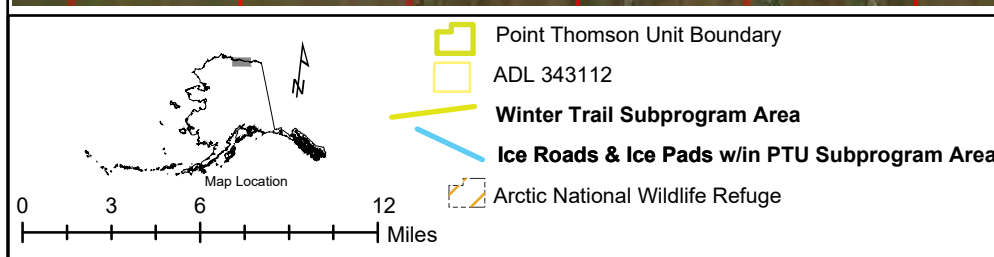 Point Thomson Unit Boundary
ADL 343112
Winter Trail Subprogram Area
Ice Roads & Ice Pads w/in PTU Subprogram Area
Arctic National Wildlife Refuge
N
Map Location
0 3 6 12
Miles